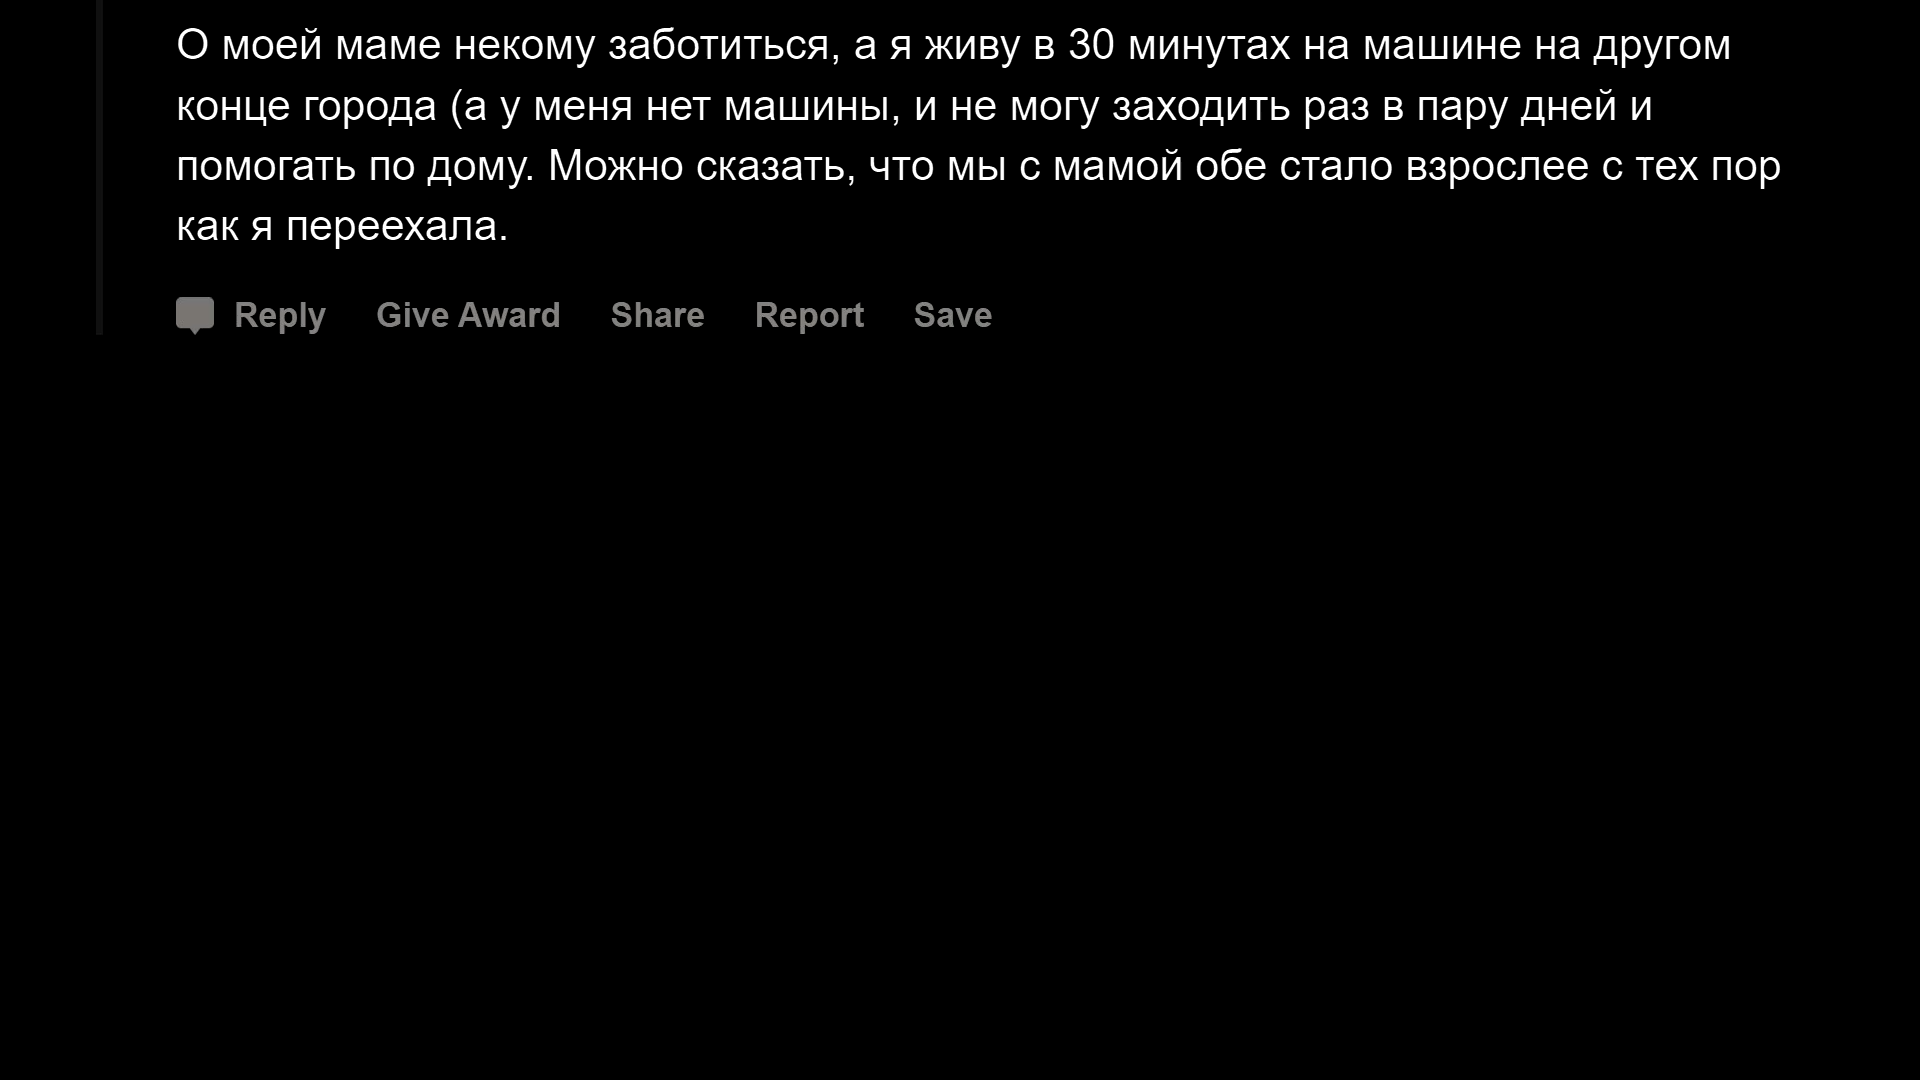 О моей маме некому заботиться, а я живу в 30 минутах на машине на другом
конце города (а у меня нет машины, и не могу заходить раз в пару дней и
помогать по дому. Можно сказать, что мы с мамой обе стало взрослее с тех пор
как я переехала.
Reply Give Award Share Report Save